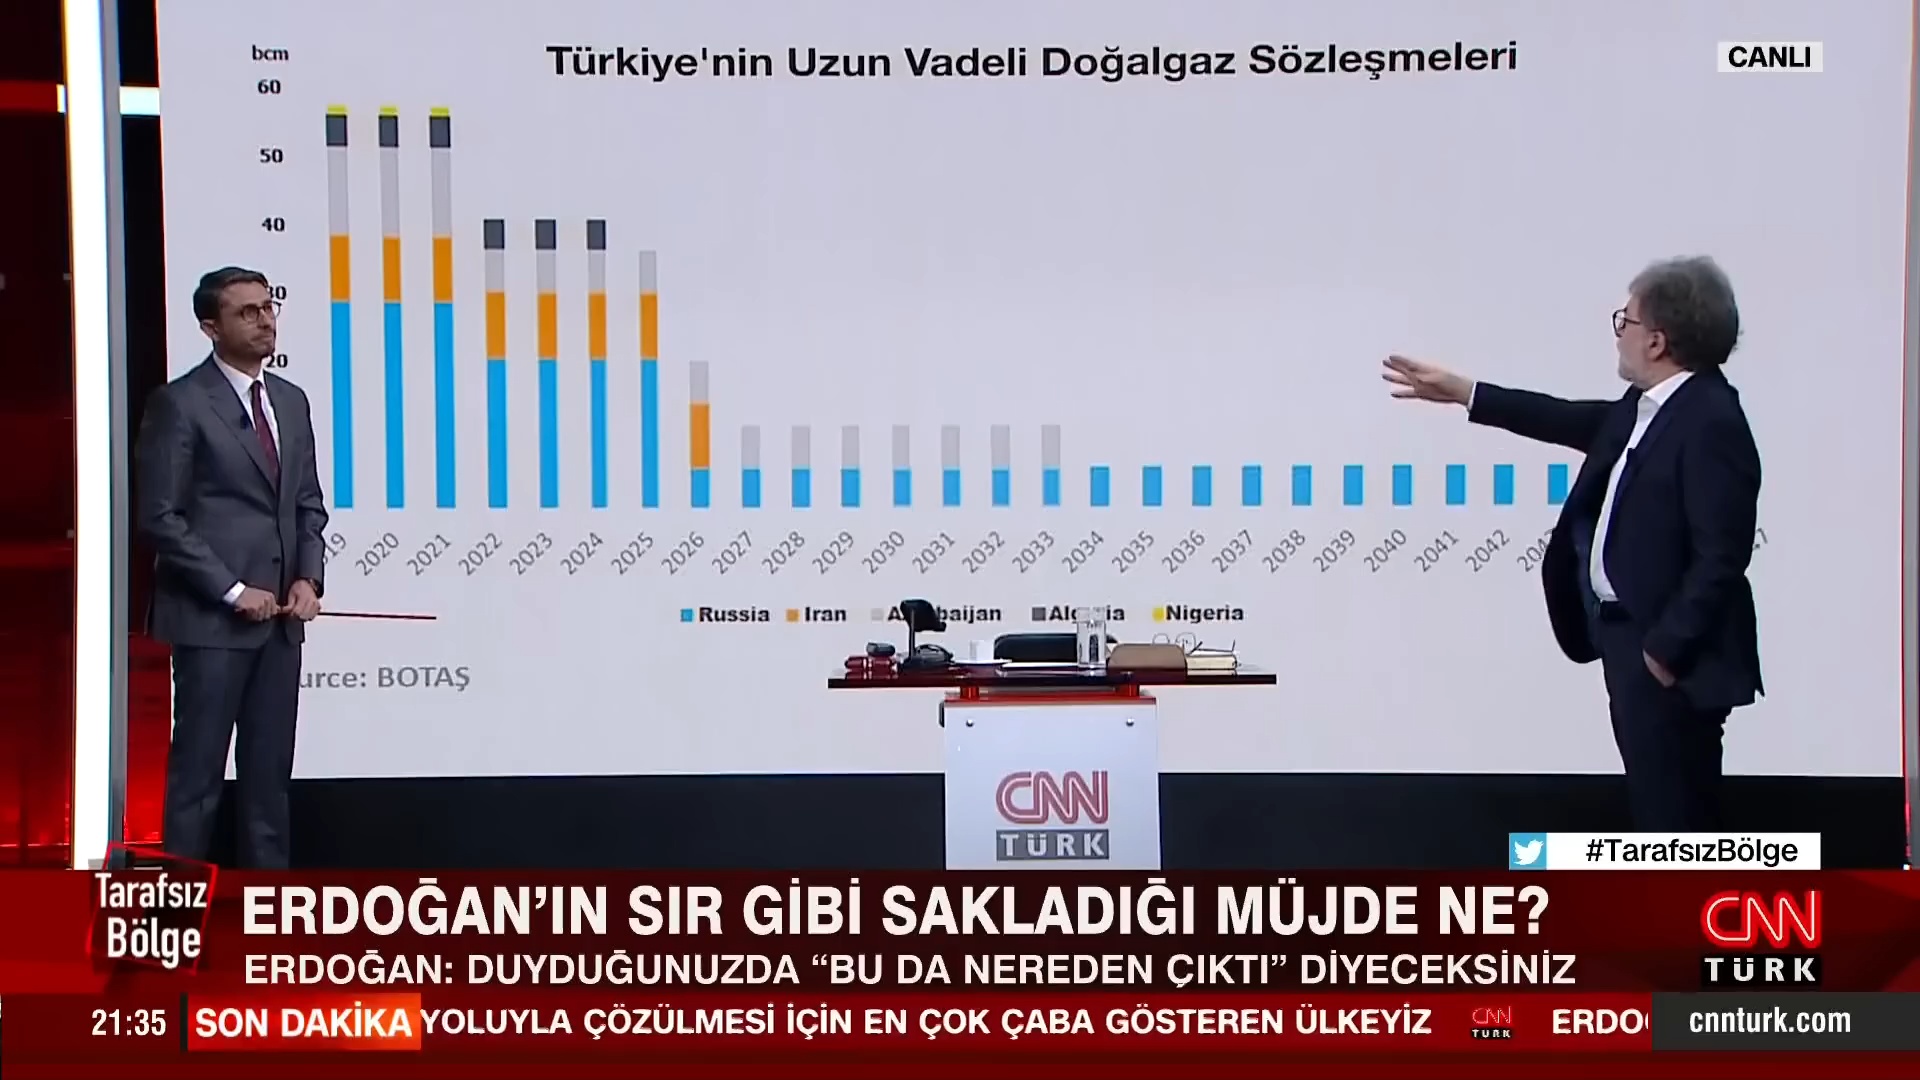 bcm
Türkiye'nin Uzun Vadeli Doğalgaz Sözleşmeleri
CANLI
60
50
40
20
2020 2021 2022 2023 2024 2025 2026 2027 2028 2029 2030 2031 2032 2033 2034 2035 2036 2037 2038 2039 2040 2041 2042
Russia Iran Nigeria
BOTAŞ
CNN
TÜRK
#TarafsızBölge
Tarafsız
Bölge
ERDOĞAN'IN SIR GİBİ SAKLADIĞI MÜJDE NE?
ERDOĞAN: DUYDUĞUNUZDA “BU DA NEREDEN ÇIKTI” DİYECEKSİNİZ
CNN
TÜRK
21:35 SON DAKİKA YOLUYLA ÇÖZÜLMESİ İÇİN EN ÇOK ÇABA GÖSTEREN ÜLKEYİZ CNN TÜRK cnnturk.com